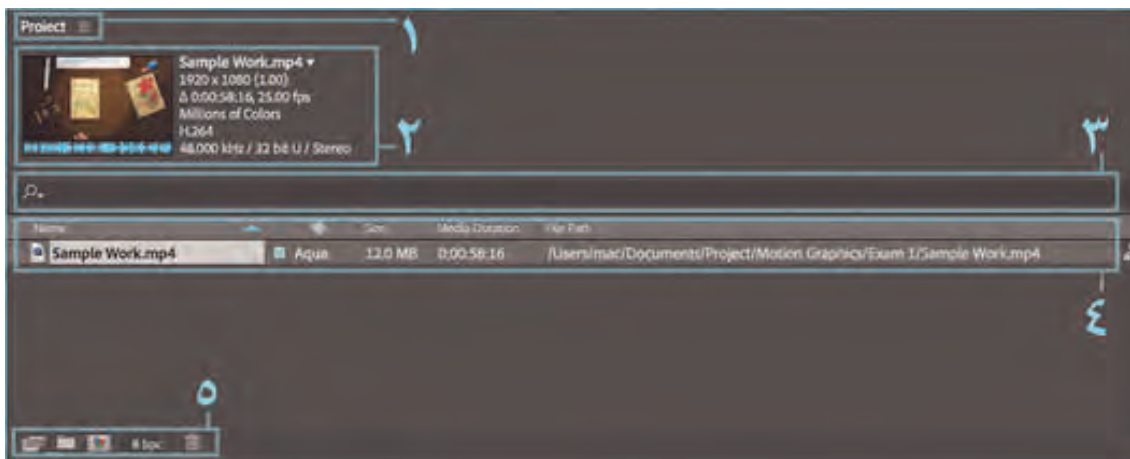 Project
١
Sample Work.mp4
1920 x 1080 (1.00)
Δ 0:00:58:16, 25.00 fps
Millions of Colors
H.264
48.000 kHz / 32 bit U / Stereo
٢
٣
Name Size Media Duration File Path
Sample Work.mp4 Aqua 12.0 MB 0:00:58:16 /Users/mac/Documents/Project/Motion Graphics/Exam 1/Sample Work.mp4
٤
٥
8 bpc